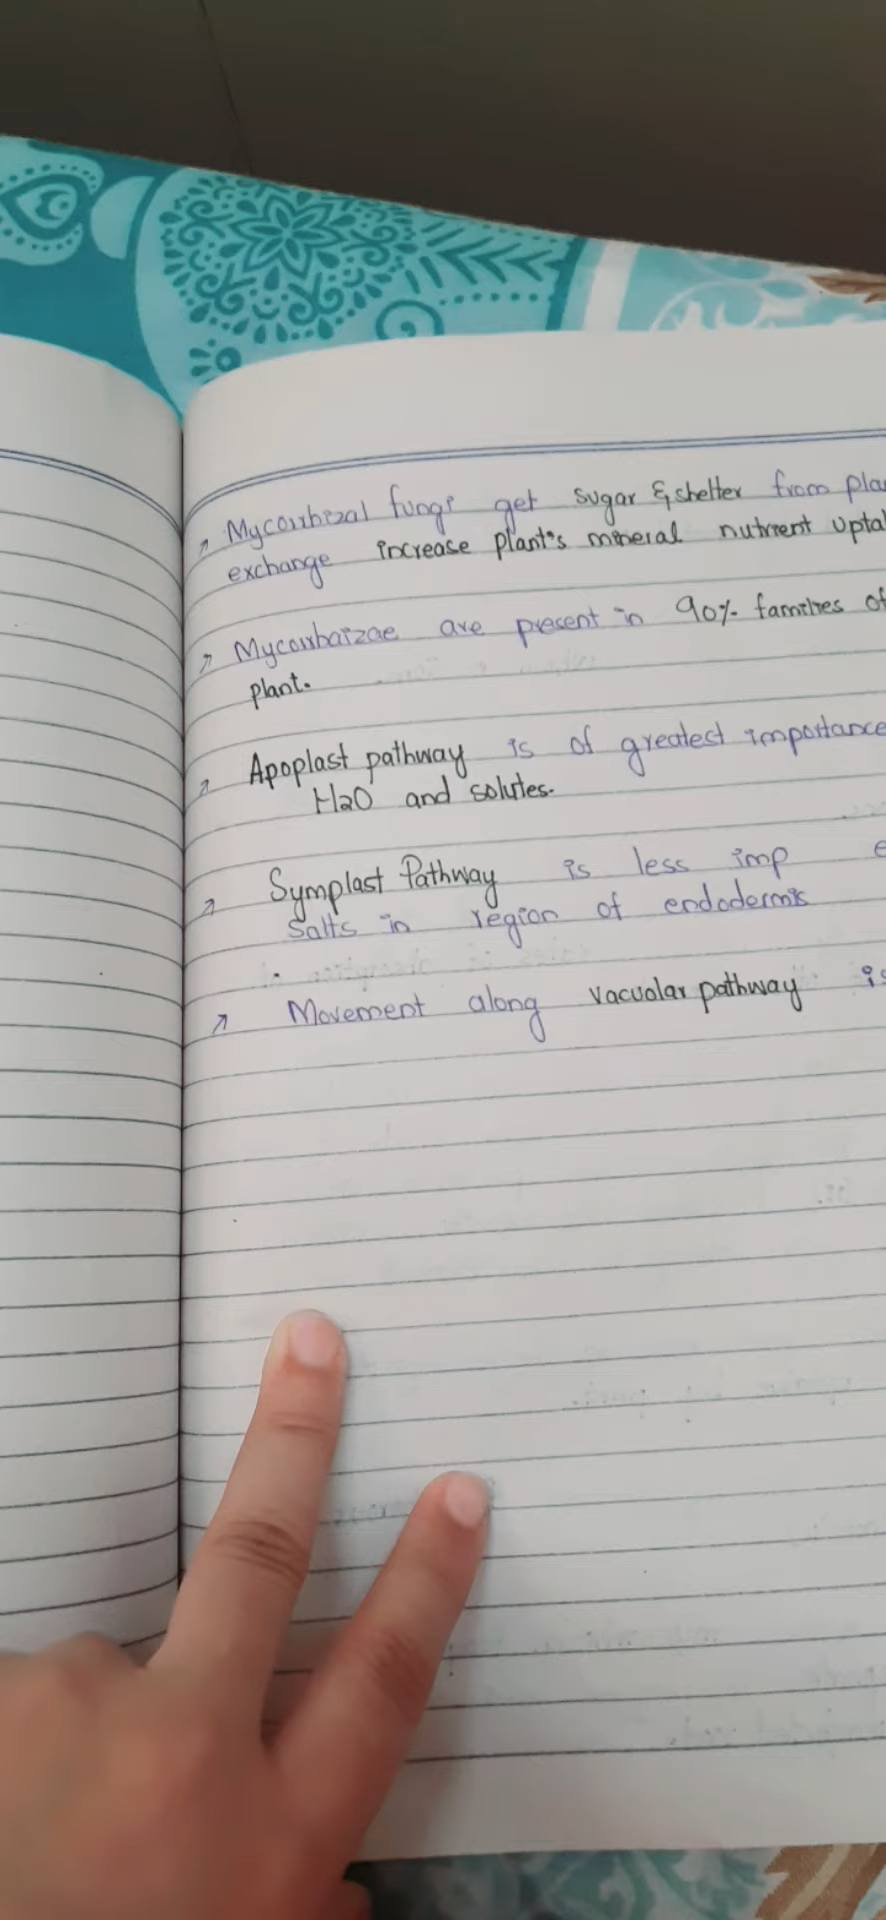 Mycorrhizal fungi get sugar & shelter from pla
exchange increase plant's mineral nutrient upta
Mycorrhaizae are present in 90% families of
plant.
Apoplast pathway is of greatest importance
H2O and solutes.
Symplast Pathway is less imp e
salts in region of endodermis
Movement along vacuolar pathway is